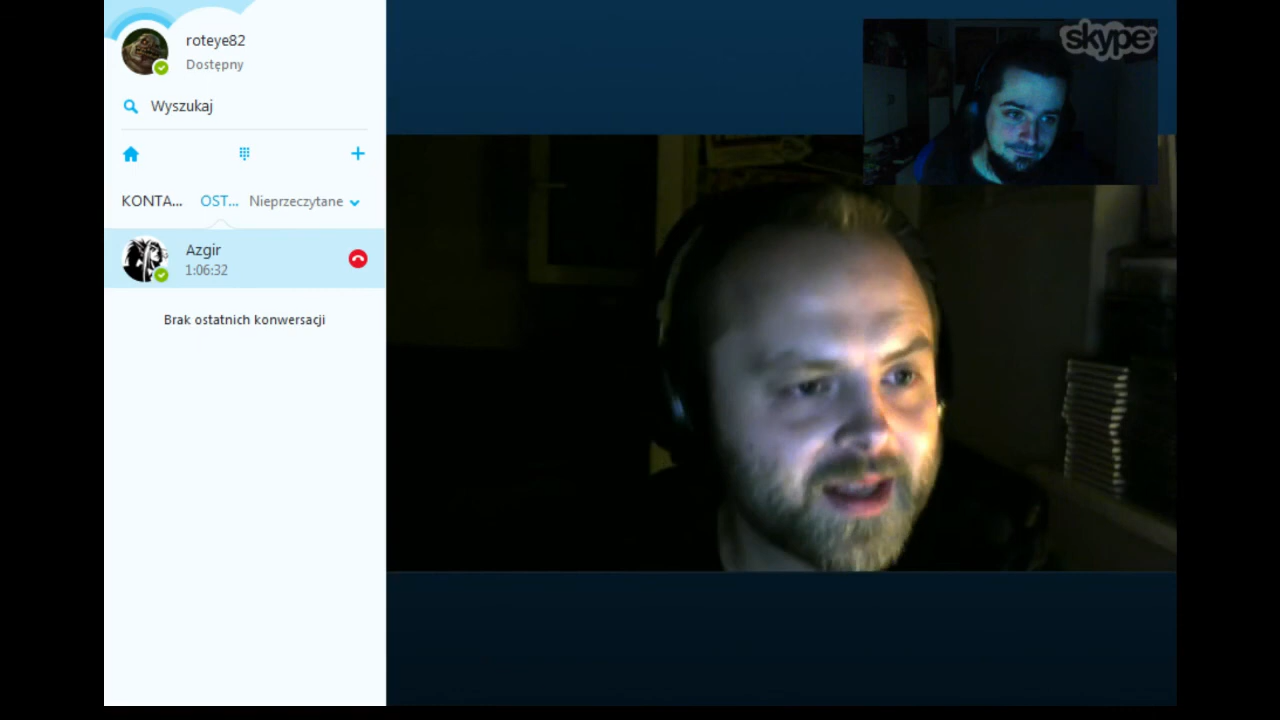 roteye82
Dostępny
Wyszukaj
KONTA... OST... Nieprzeczytane
Azgir
1:06:32
Brak ostatnich konwersacji
skype